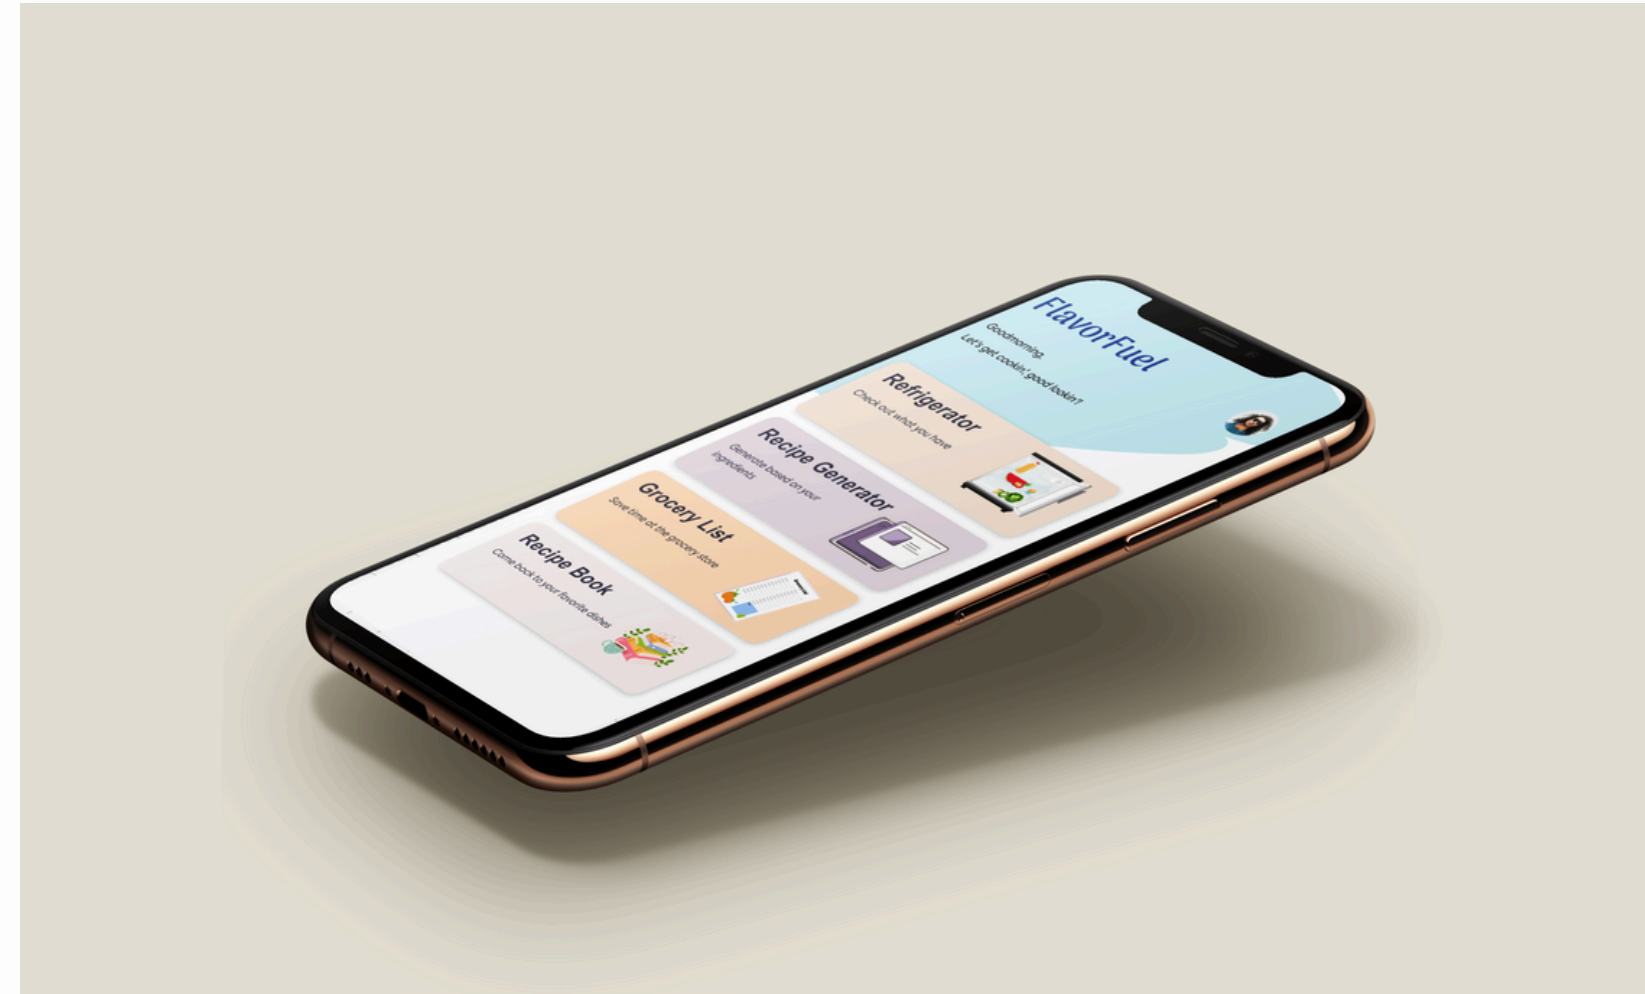 FlavorFuel
Goodmorning,
Let's get cookin', good lookin'?
Refrigerator
Check out what you have
Recipe Generator
Generate based on your
ingredients
Grocery List
Save time at the grocery store
Recipe Book
Come back to your favorite dishes